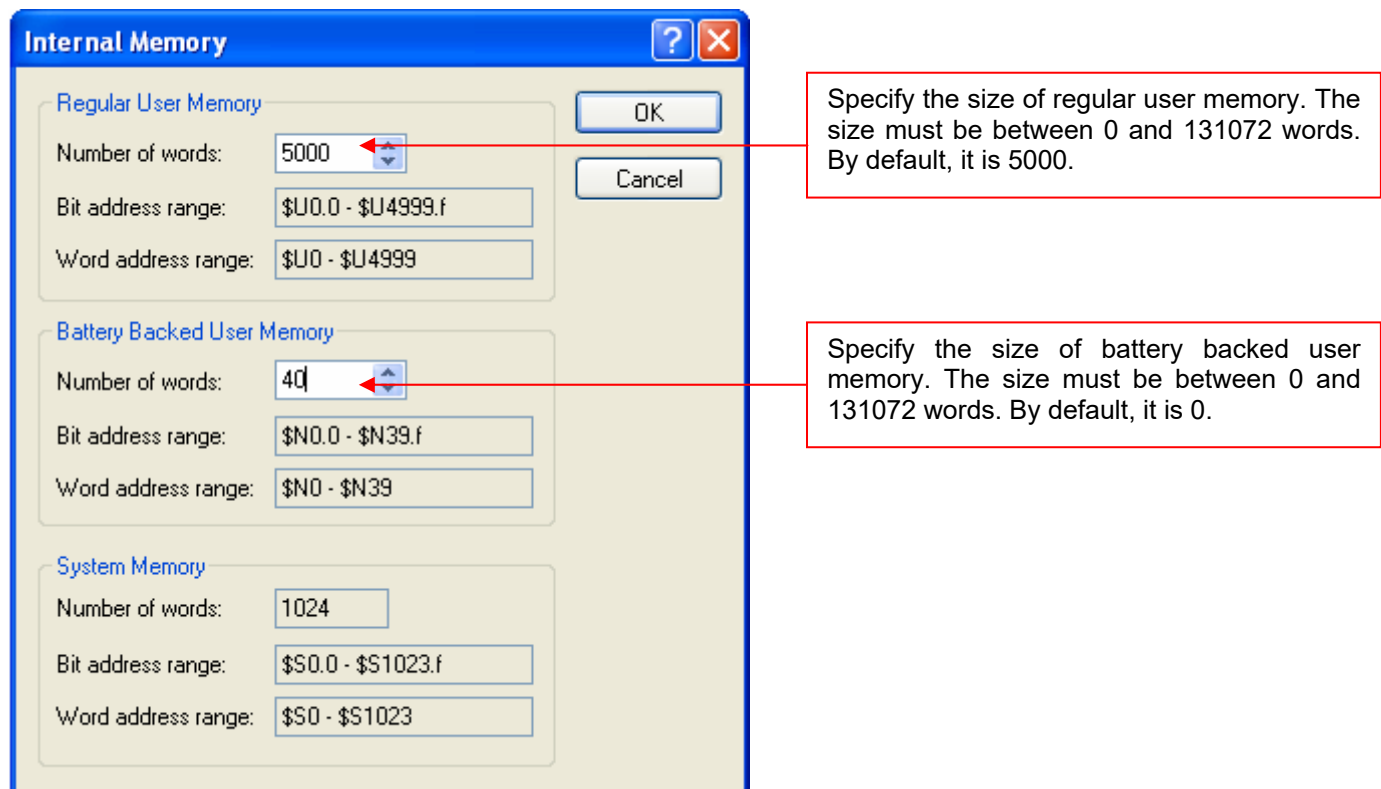 Internal Memory
Regular User Memory
OK
Number of words: 5000
Cancel
Bit address range: $U0.0 - $U4999.f
Word address range: $U0 - $U4999
Battery Backed User Memory
Number of words: 40
Bit address range: $N0.0 - $N39.f
Word address range: $N0 - $N39
System Memory
Number of words: 1024
Bit address range: $S0.0 - $S1023.f
Word address range: $S0 - $S1023
Specify the size of regular user memory. The
size must be between 0 and 131072 words.
By default, it is 5000.
Specify the size of battery backed user
memory. The size must be between 0 and
131072 words. By default, it is 0.